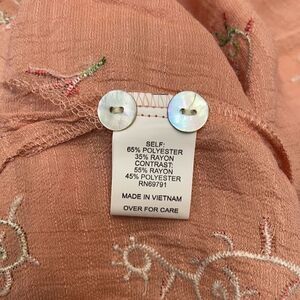 SELF:
65% POLYESTER
35% RAYON
CONTRAST:
55% RAYON
45% POLYESTER
RN69791
MADE IN VIETNAM
OVER FOR CARE